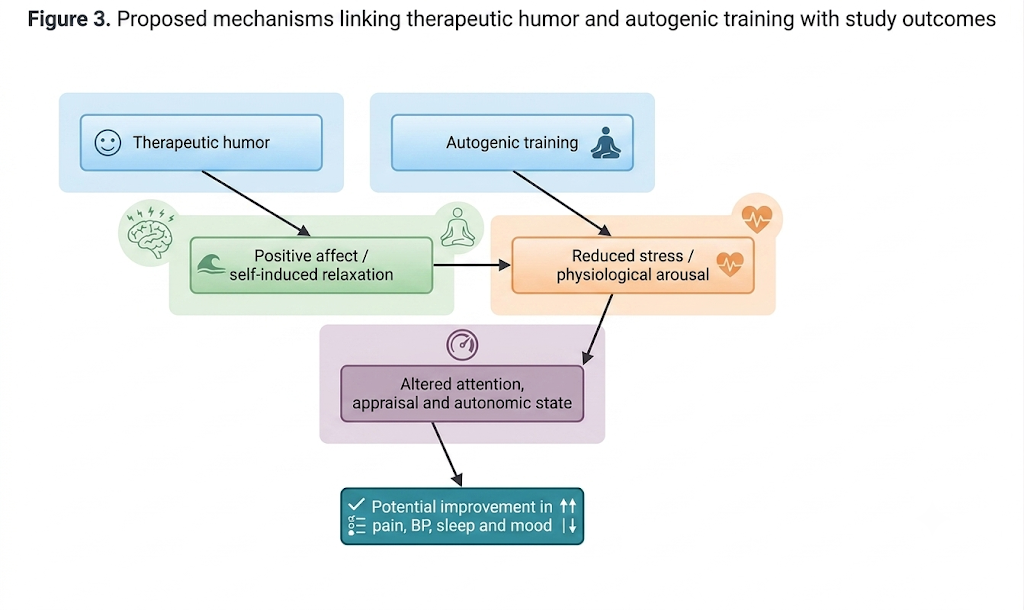 Figure 3. Proposed mechanisms linking therapeutic humor and autogenic training with study outcomes
Therapeutic humor
Autogenic training
Positive affect /
self-induced relaxation
Reduced stress /
physiological arousal
Altered attention,
appraisal and autonomic state
Potential improvement in
pain, BP, sleep and mood